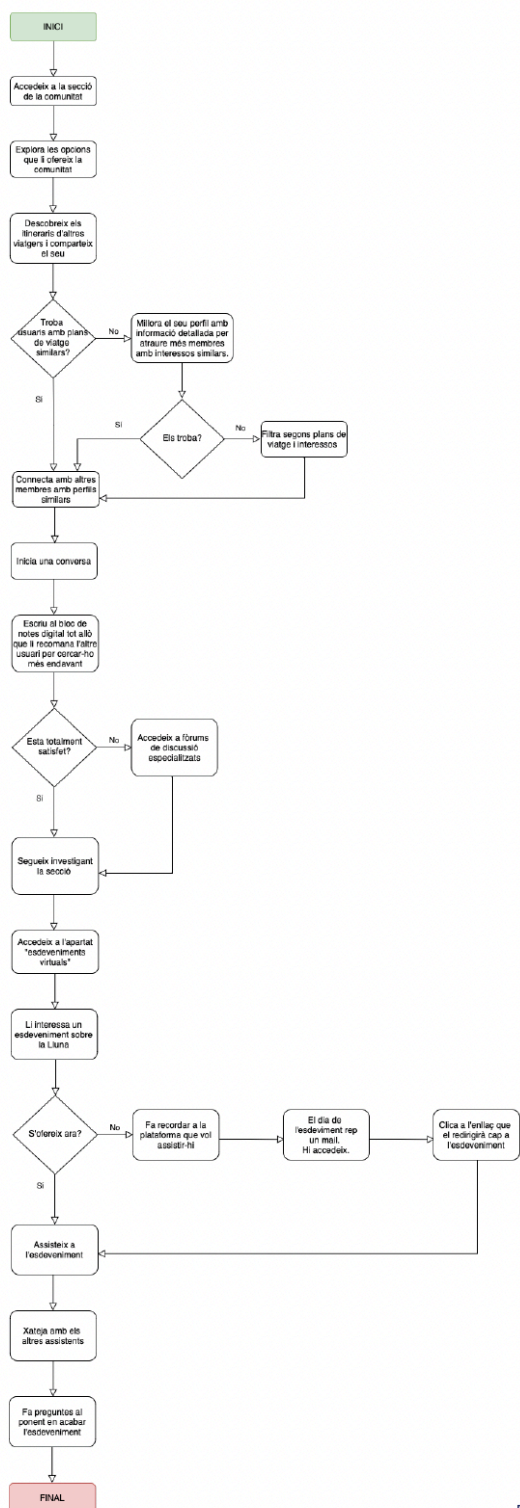 INICI
Accedeix a la secció
de la comunitat
Explora les opcions
que li ofereix la
comunitat
Descobreix els
itineraris d'altres
viatgers i comparteix
el seu
Troba
usuaris amb plans
de viatge
similars?
No
Millora el seu perfil amb
informació detallada per
atraure més membres
amb interessos similars.
Si
Si
Els troba?
No
Filtra segons plans de
viatge i interessos
Connecta amb altres
membres amb perfils
similars
Inicia una conversa
Escriu al bloc de
notes digital tot allò
que li recomana l'altre
usuari per cercar-ho
més endavant
Esta totalment
satisfet?
No
Accedeix a fòrums
de discussió
especialitzats
Si
Segueix investigant
la secció
Accedeix a l'apartat
"esdeveniments
virtuals"
Li interessa un
esdeveniment sobre
la Lluna
S'ofereix ara?
No
Fa recordar a la
plataforma que vol
assistir-hi
El dia de
l'esdeviment rep
un mail.
Hi accedeix.
Clica a l'enllaç que
el redirigirà cap a
l'esdeveniment
Si
Assisteix a
l'esdeveniment
Xateja amb els
altres assistents
Fa preguntes al
ponent en acabar
l'esdeveniment
FINAL